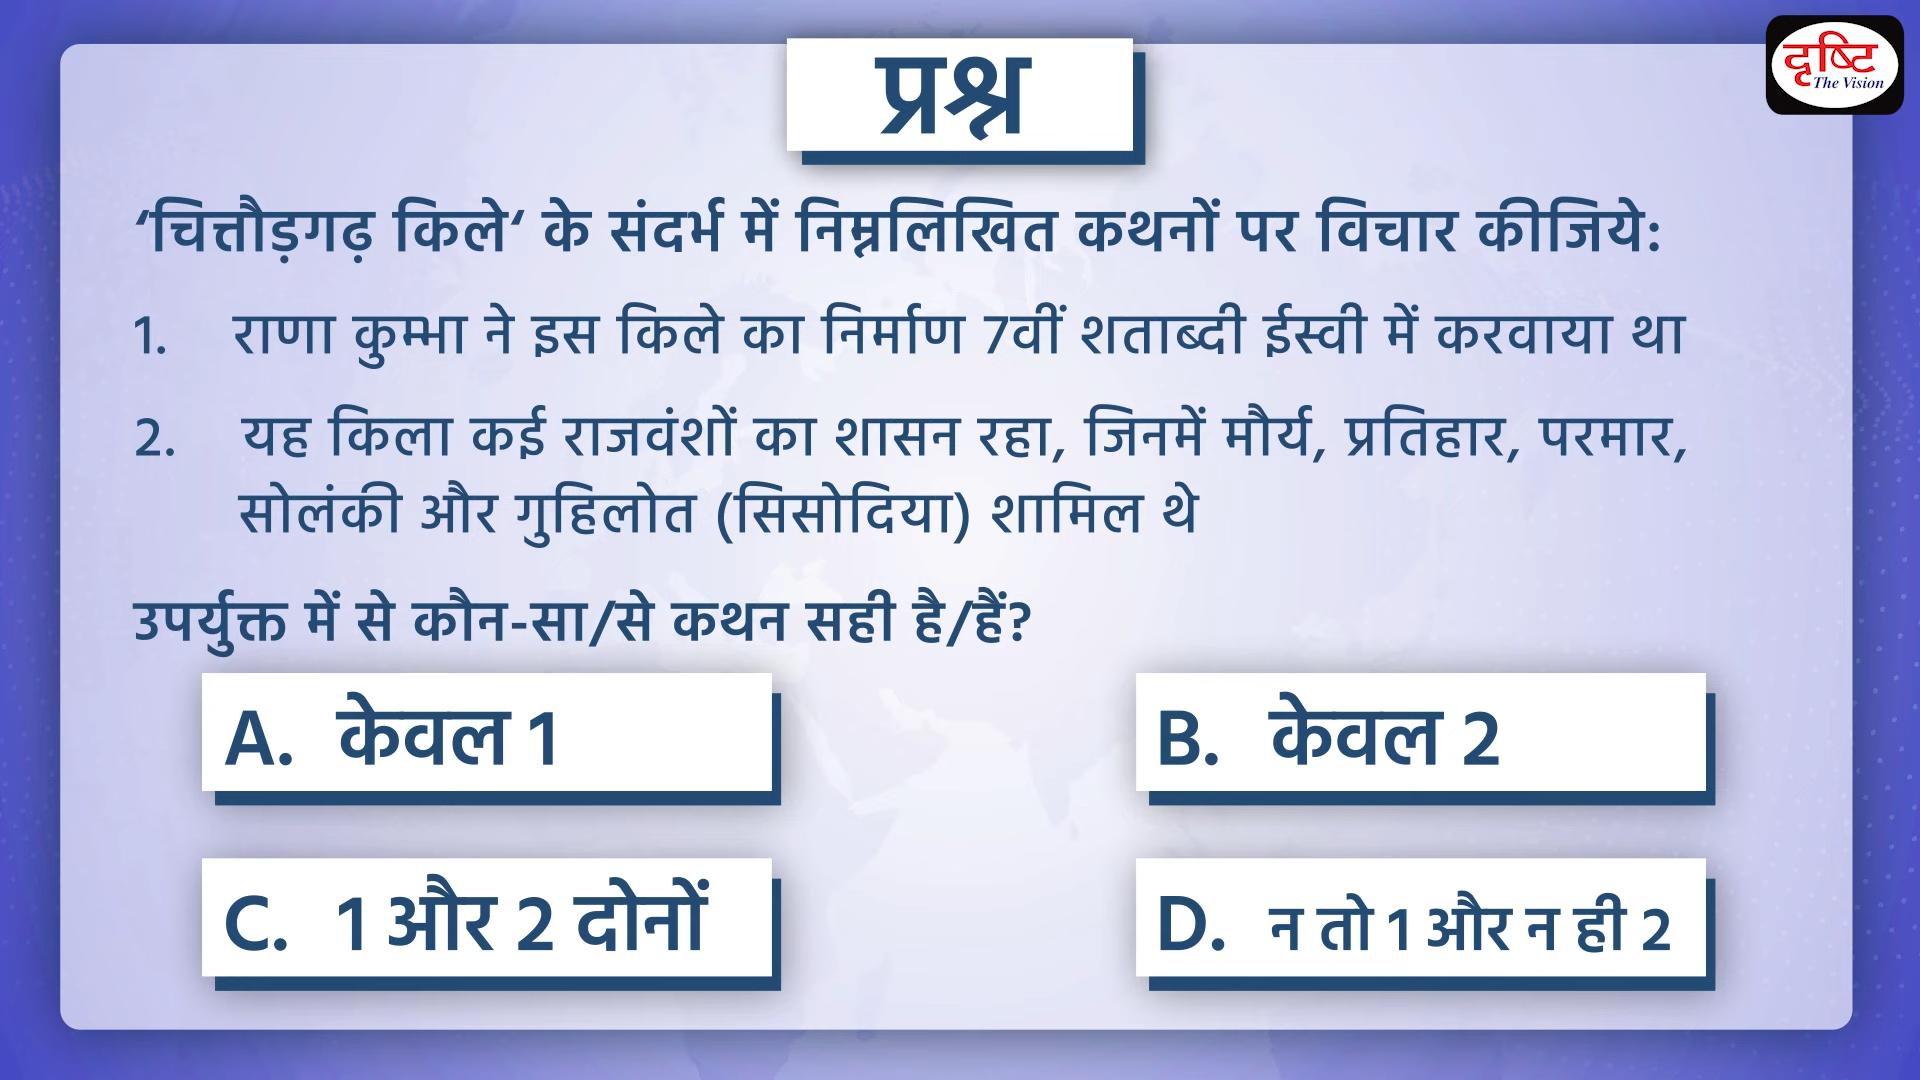 प्रश्न
दृष्टि
The Vision
‘चित्तौड़गढ़ किले‘ के संदर्भ में निम्नलिखित कथनों पर विचार कीजिये:
1. राणा कुम्भा ने इस किले का निर्माण 7वीं शताब्दी ईस्वी में करवाया था
2. यह किला कई राजवंशों का शासन रहा, जिनमें मौर्य, प्रतिहार, परमार,
सोलंकी और गुहिलोत (सिसोदिया) शामिल थे
उपर्युक्त में से कौन-सा/से कथन सही है/हैं?
A. केवल 1
B. केवल 2
C. 1 और 2 दोनों
D. न तो 1 और न ही 2